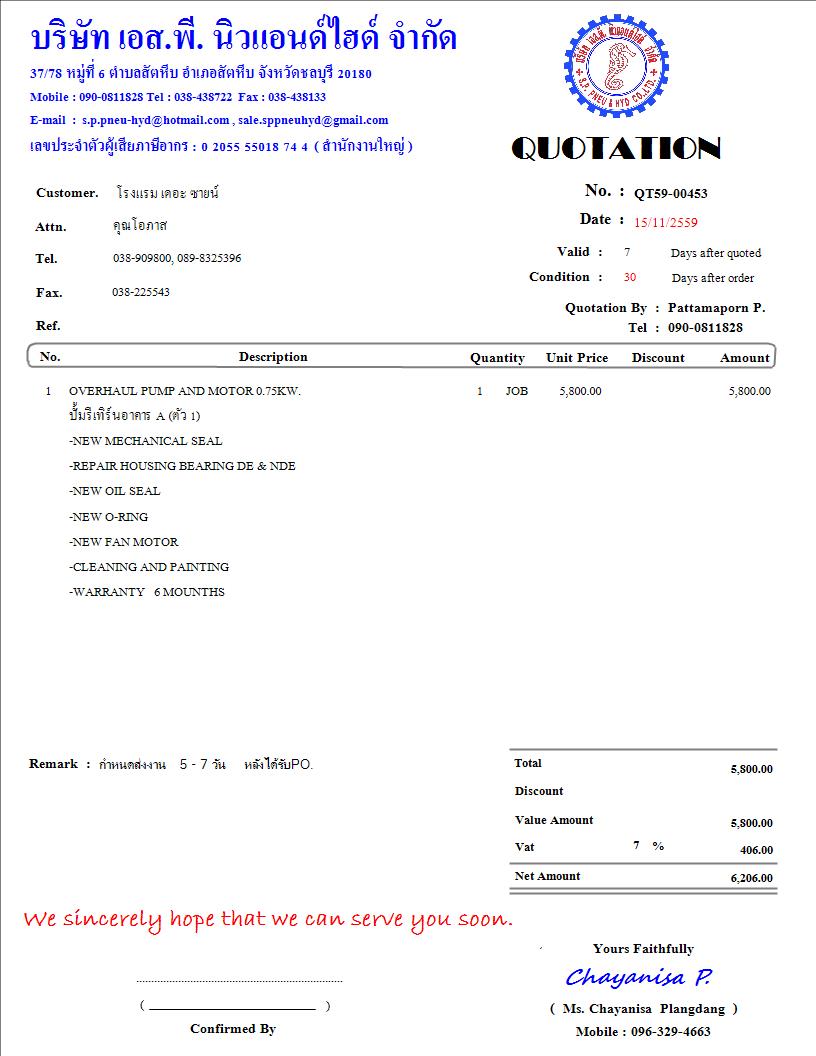 บริษัท เอส.พี. นิวแอนด์ไฮด์ จำกัด
37/78 หมู่ที่ 6 ตำบลสัตหีบ อำเภอสัตหีบ จังหวัดชลบุรี 20180
Mobile : 090-0811828 Tel : 038-438722 Fax : 038-438133
E-mail : s.p.pneu-hyd@hotmail.com , sale.sppneuhyd@gmail.com
เลขประจำตัวผู้เสียภาษีอากร : 0 2055 55018 74 4 ( สำนักงานใหญ่ )
บริษัท เอส.พี. นิวแอนด์ไฮด์ จำกัด
S.P. PNEU & HYD CO.,LTD.
QUOTATION
Customer. โรงแรม เดอะ ซายน์
No. : QT59-00453
Attn. คุณโอภาส
Date : 15/11/2559
Tel. 038-909800, 089-8325396
Valid : 7 Days after quoted
Condition : 30 Days after order
Fax. 038-225543
Quotation By : Pattamaporn P.
Ref.
Tel : 090-0811828
No. Description Quantity Unit Price Discount Amount
1 OVERHAUL PUMP AND MOTOR 0.75KW. 1 JOB 5,800.00 5,800.00
ปั้มรีเทิร์นอาคาร A (ตัว 1)
-NEW MECHANICAL SEAL
-REPAIR HOUSING BEARING DE & NDE
-NEW OIL SEAL
-NEW O-RING
-NEW FAN MOTOR
-CLEANING AND PAINTING
-WARRANTY 6 MOUNTHS
Remark : กำหนดส่งงาน 5 - 7 วัน หลังได้รับPO.
Total 5,800.00
Discount
Value Amount 5,800.00
Vat 7 % 406.00
Net Amount 6,206.00
We sincerely hope that we can serve you soon.
Yours Faithfully
Chayanisa P.
( Ms. Chayanisa Plangdang )
Confirmed By
Mobile : 096-329-4663